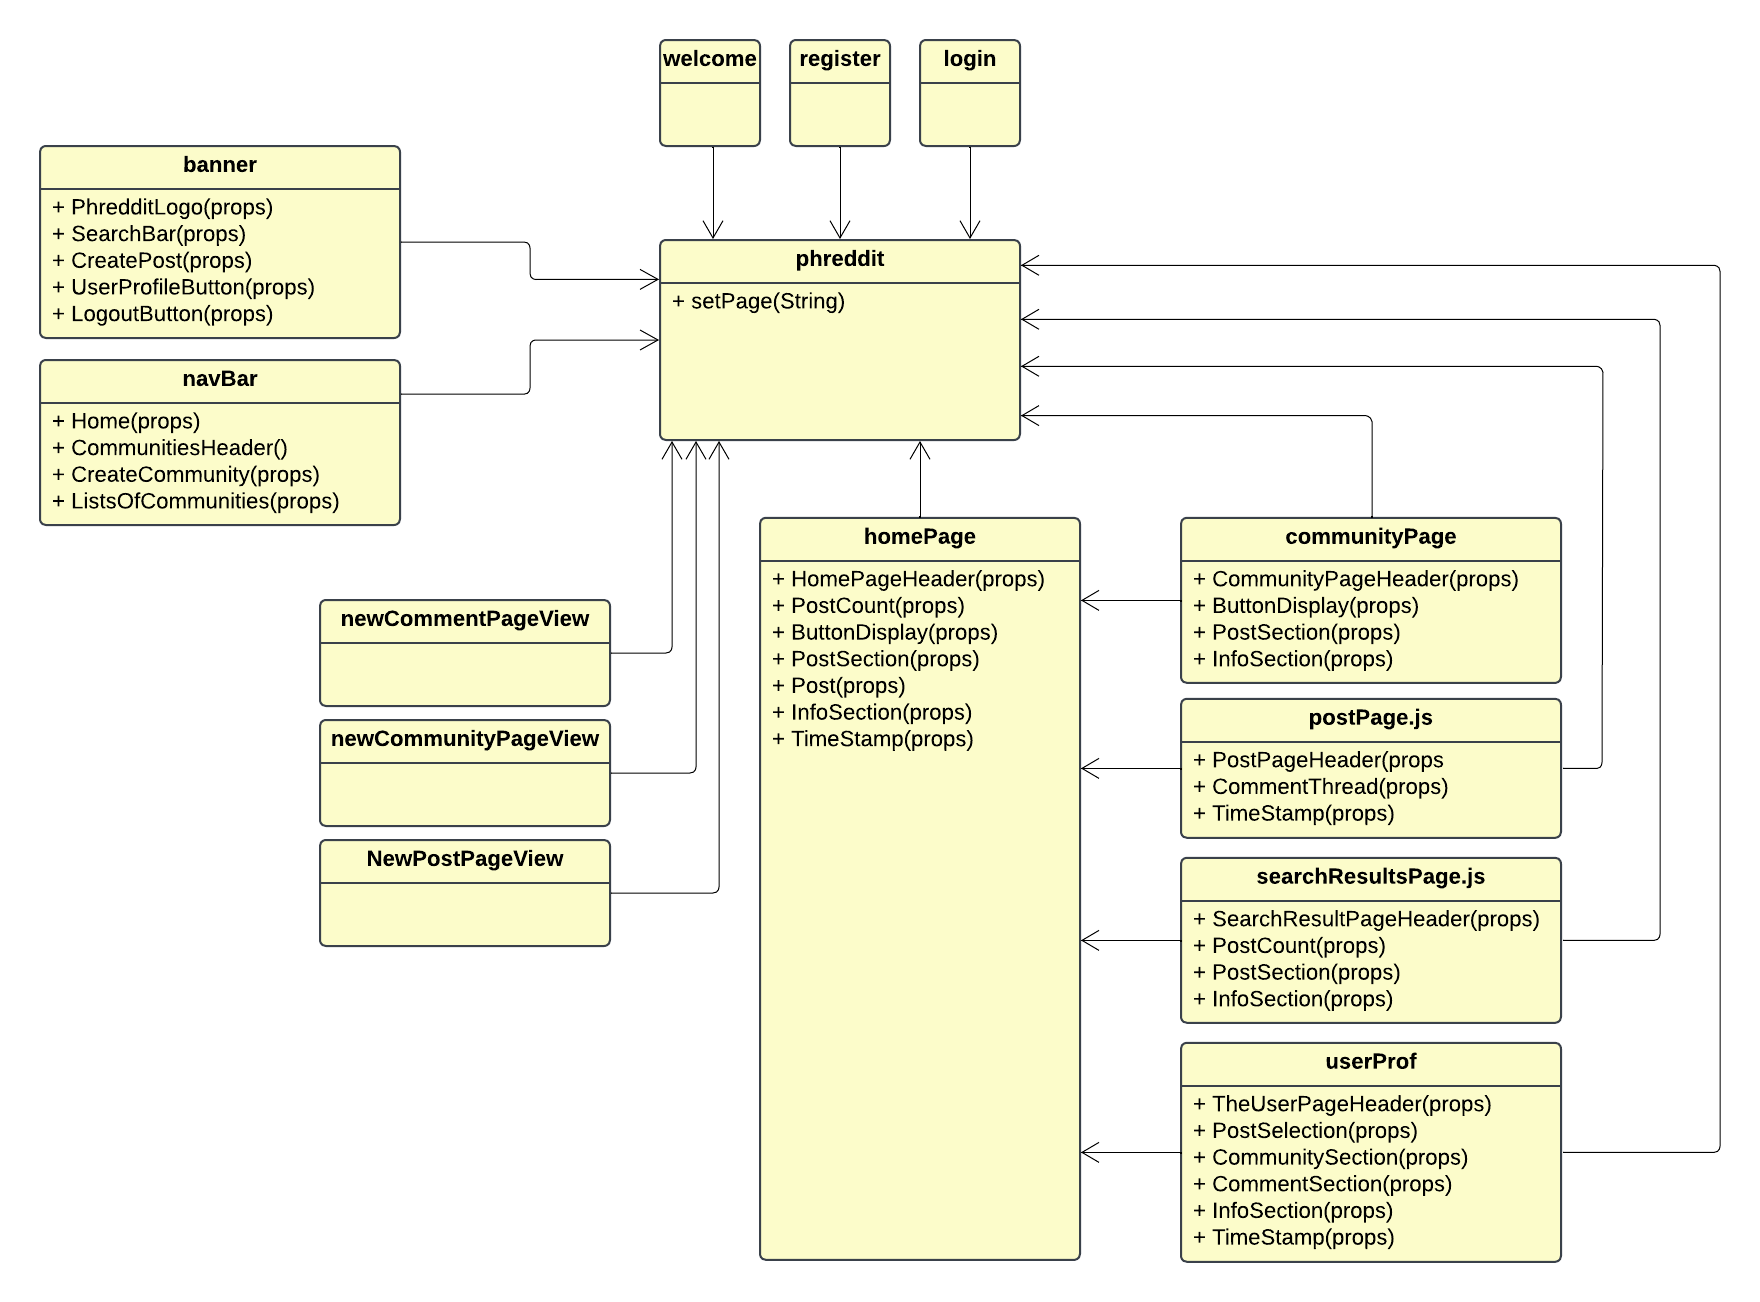 welcome
register
login
banner
+ PhredditLogo(props)
+ SearchBar(props)
+ CreatePost(props)
+ UserProfileButton(props)
+ LogoutButton(props)
phreddit
+ setPage(String)
navBar
+ Home(props)
+ CommunitiesHeader()
+ CreateCommunity(props)
+ ListsOfCommunities(props)
newCommentPageView
newCommunityPageView
NewPostPageView
homePage
+ HomePageHeader(props)
+ PostCount(props)
+ ButtonDisplay(props)
+ PostSection(props)
+ Post(props)
+ InfoSection(props)
+ TimeStamp(props)
communityPage
+ CommunityPageHeader(props)
+ ButtonDisplay(props)
+ PostSection(props)
+ InfoSection(props)
postPage.js
+ PostPageHeader(props
+ CommentThread(props)
+ TimeStamp(props)
searchResultsPage.js
+ SearchResultPageHeader(props)
+ PostCount(props)
+ PostSection(props)
+ InfoSection(props)
userProf
+ TheUserPageHeader(props)
+ PostSelection(props)
+ CommunitySection(props)
+ CommentSection(props)
+ InfoSection(props)
+ TimeStamp(props)